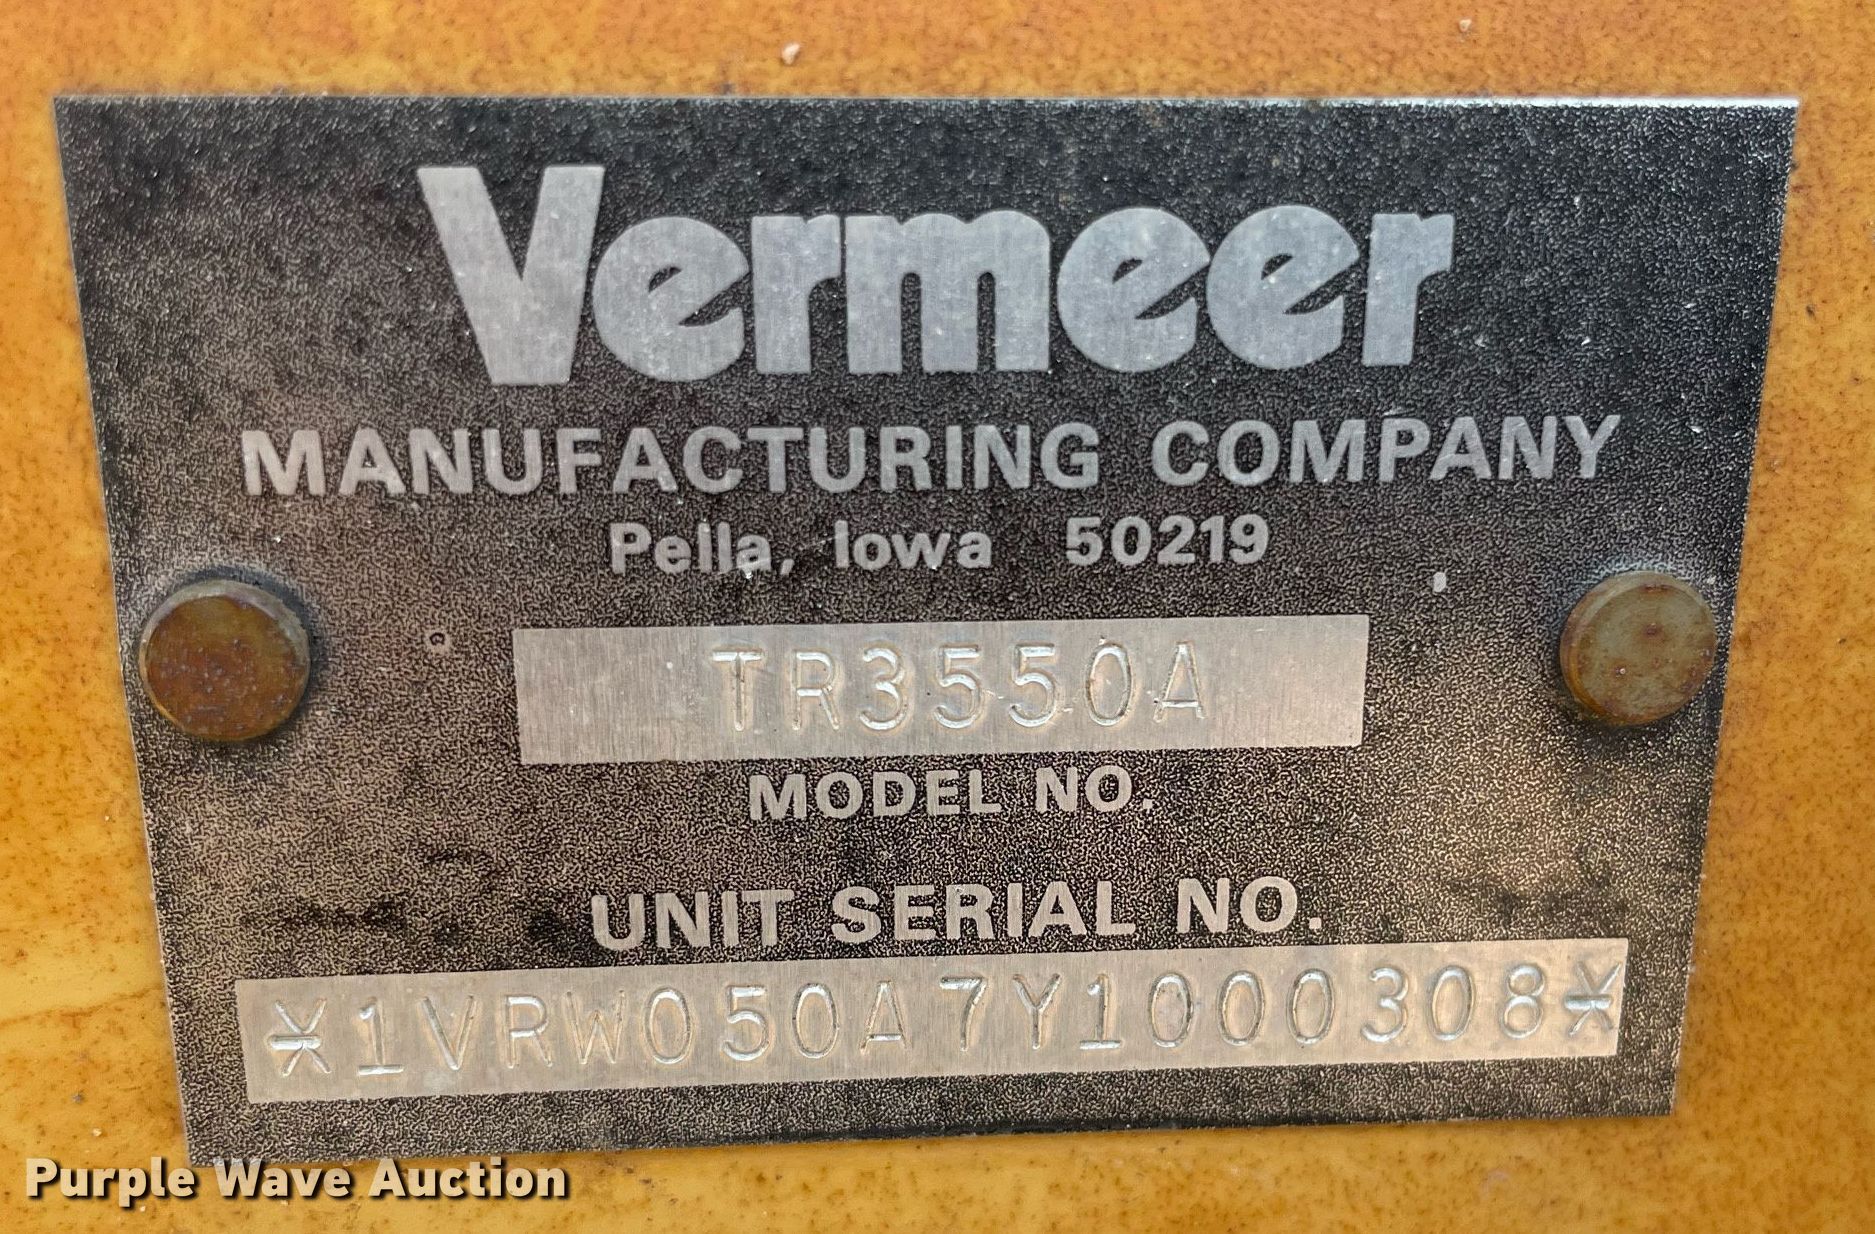 Vermeer
MANUFACTURING COMPANY
Pella, Iowa 50219
TR3550A
MODEL NO.
UNIT SERIAL NO.
*1VRW050A7Y1000308*
Purple Wave Auction